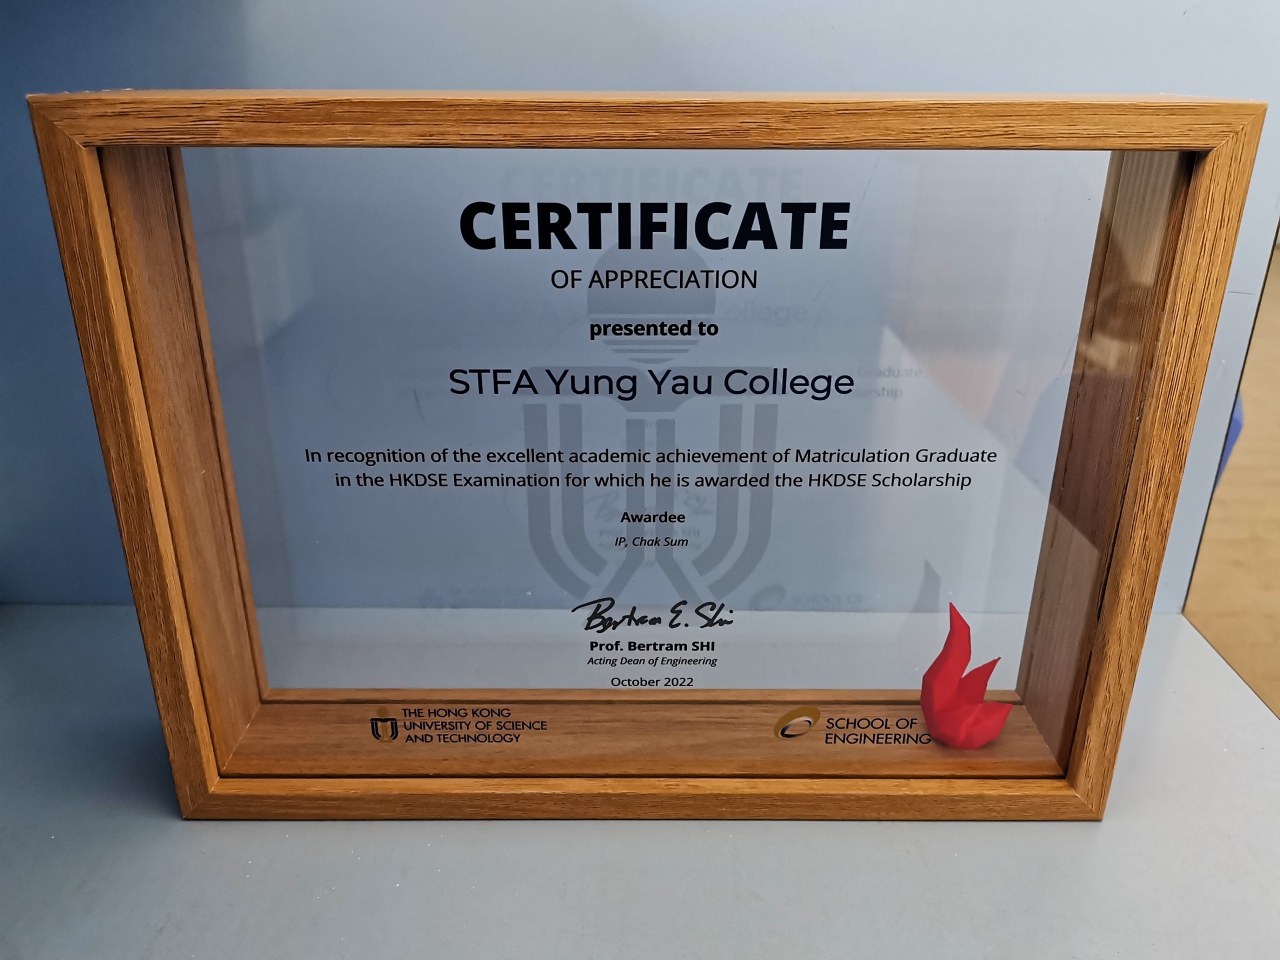 CERTIFICATE
OF APPRECIATION
presented to
STFA Yung Yau College
In recognition of the excellent academic achievement of Matriculation Graduate
in the HKDSE Examination for which he is awarded the HKDSE Scholarship
Awardee
IP, Chak Sum
Bertram E. Shi
Prof. Bertram SHI
Acting Dean of Engineering
October 2022
THE HONG KONG
UNIVERSITY OF SCIENCE
AND TECHNOLOGY
SCHOOL OF
ENGINEERING